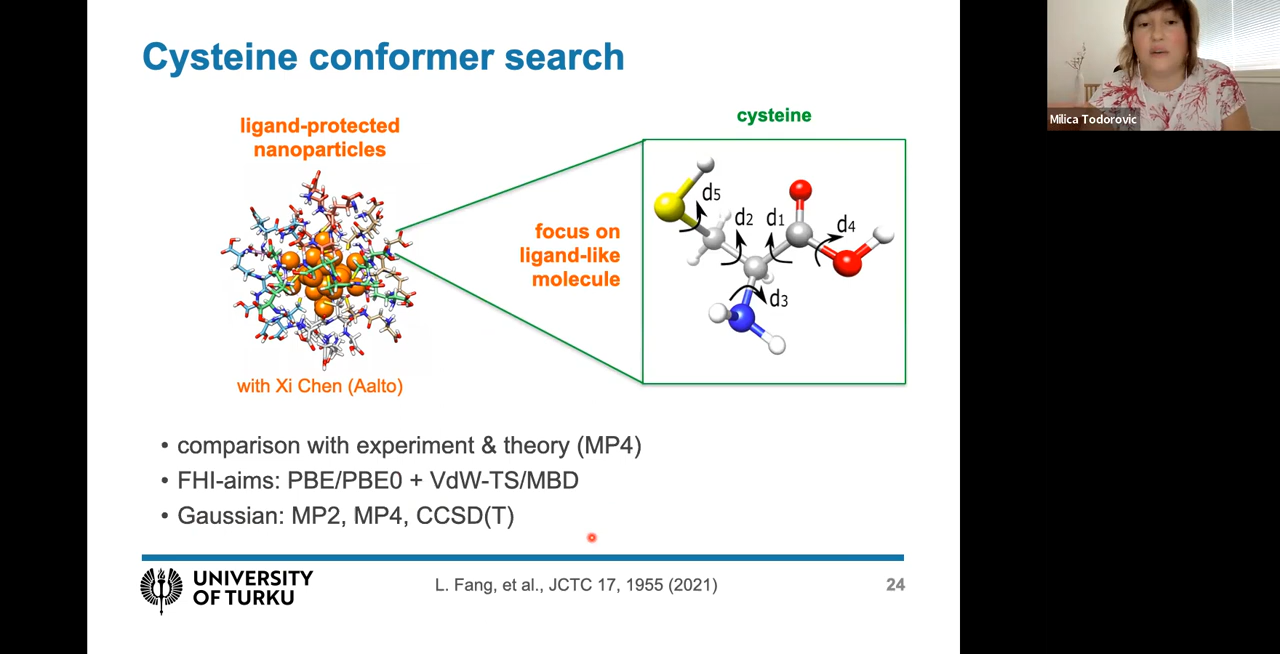 Cysteine conformer search
ligand-protected
nanoparticles
with Xi Chen (Aalto)
focus on
ligand-like
molecule
cysteine
d5
d2
d1
d4
d3
• comparison with experiment & theory (MP4)
• FHI-aims: PBE/PBE0 + VdW-TS/MBD
• Gaussian: MP2, MP4, CCSD(T)
UNIVERSITY
OF TURKU
L. Fang, et al., JCTC 17, 1955 (2021)
24
Milica Todorovic